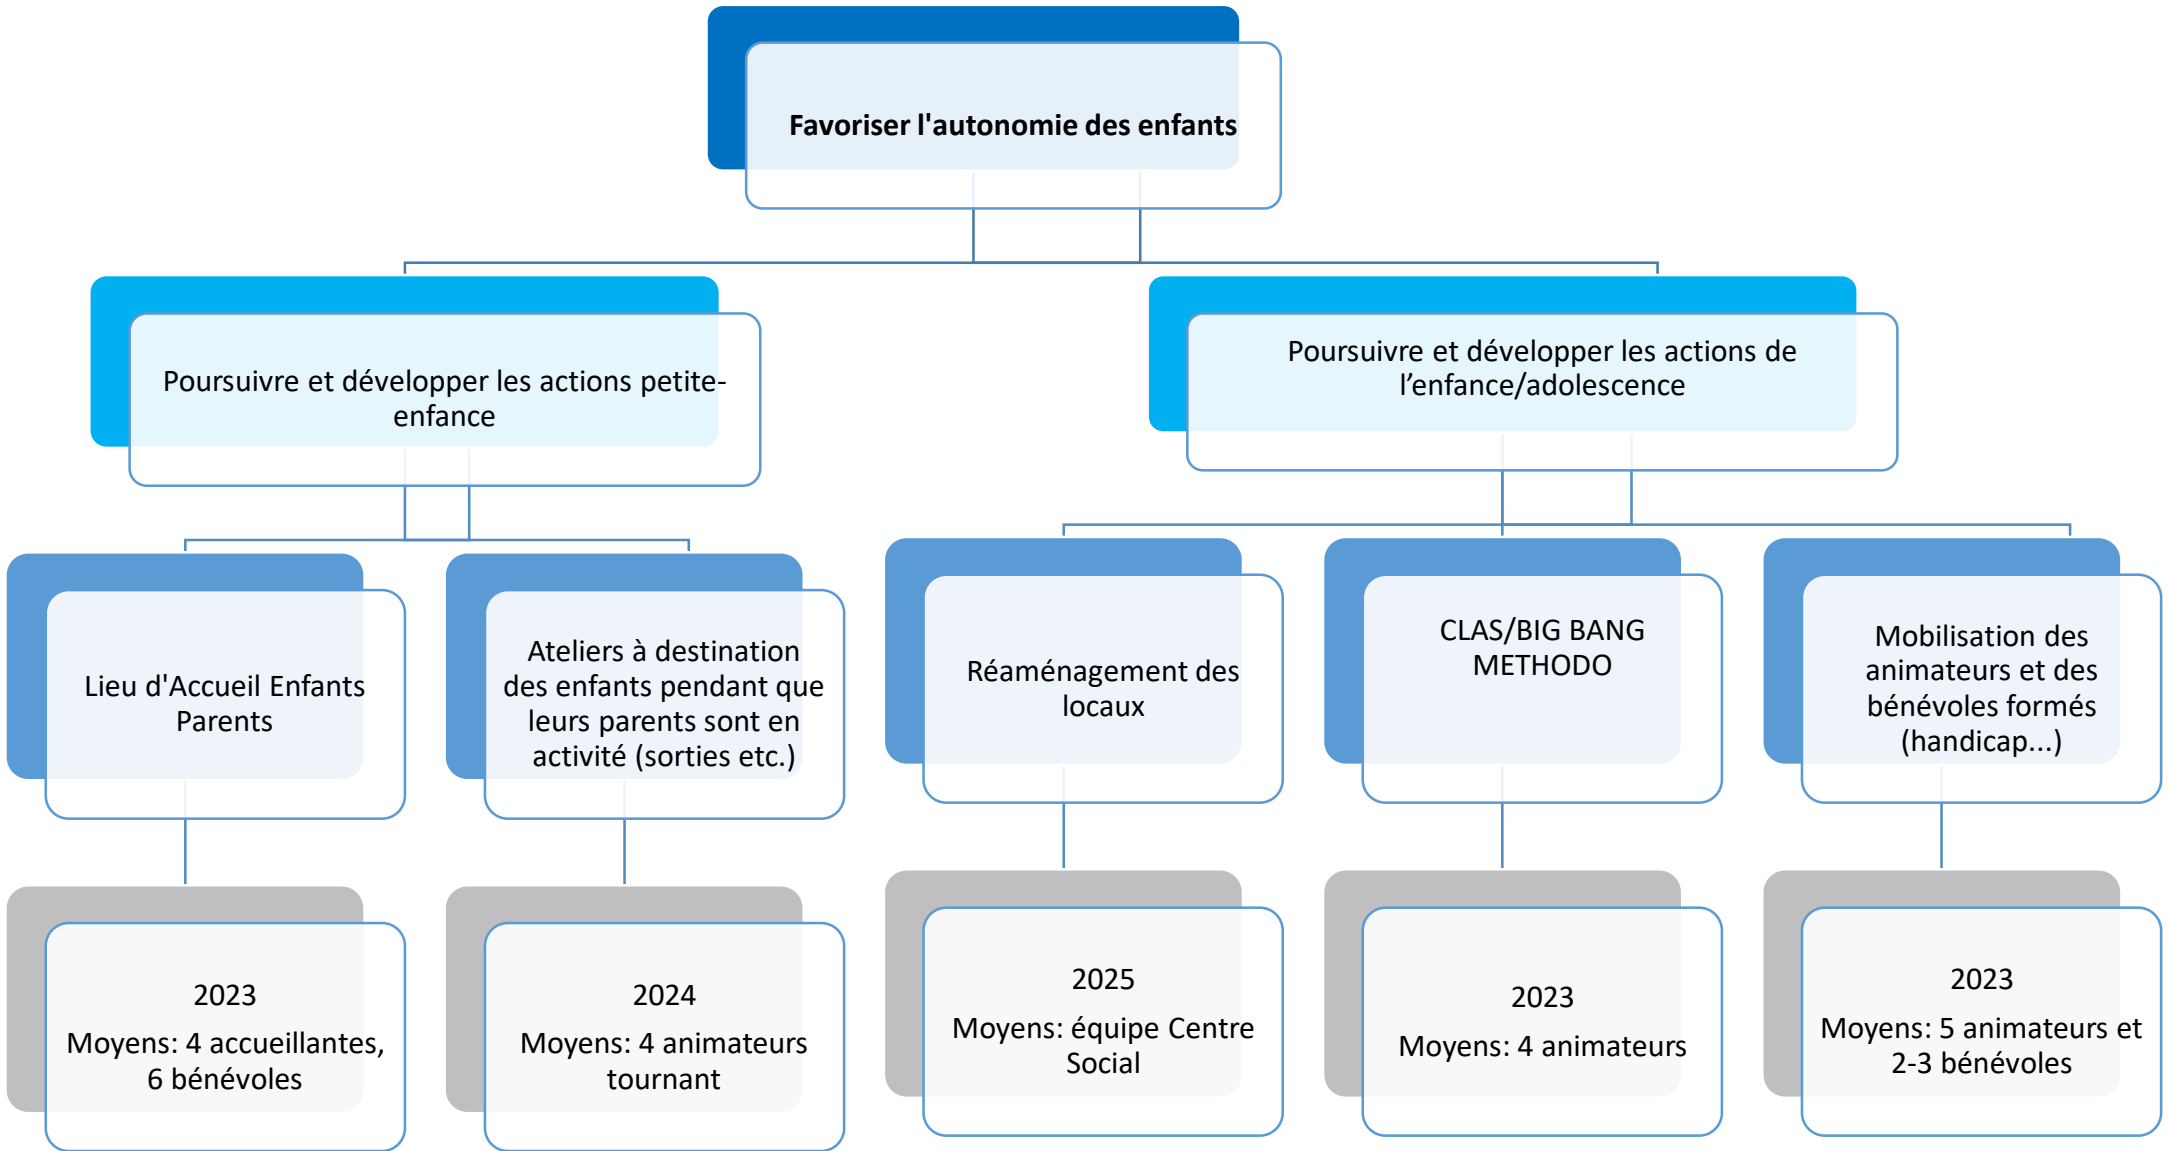 Favoriser l'autonomie des enfants
Poursuivre et développer les actions petite-
enfance
Poursuivre et développer les actions de
l’enfance/adolescence
Lieu d'Accueil Enfants
Parents
Ateliers à destination
des enfants pendant que
leurs parents sont en
activité (sorties etc.)
Réaménagement des
locaux
CLAS/BIG BANG
METHODO
Mobilisation des
animateurs et des
bénévoles formés
(handicap...)
2023
Moyens: 4 accueillantes,
6 bénévoles
2024
Moyens: 4 animateurs
tournant
2025
Moyens: équipe Centre
Social
2023
Moyens: 4 animateurs
2023
Moyens: 5 animateurs et
2-3 bénévoles